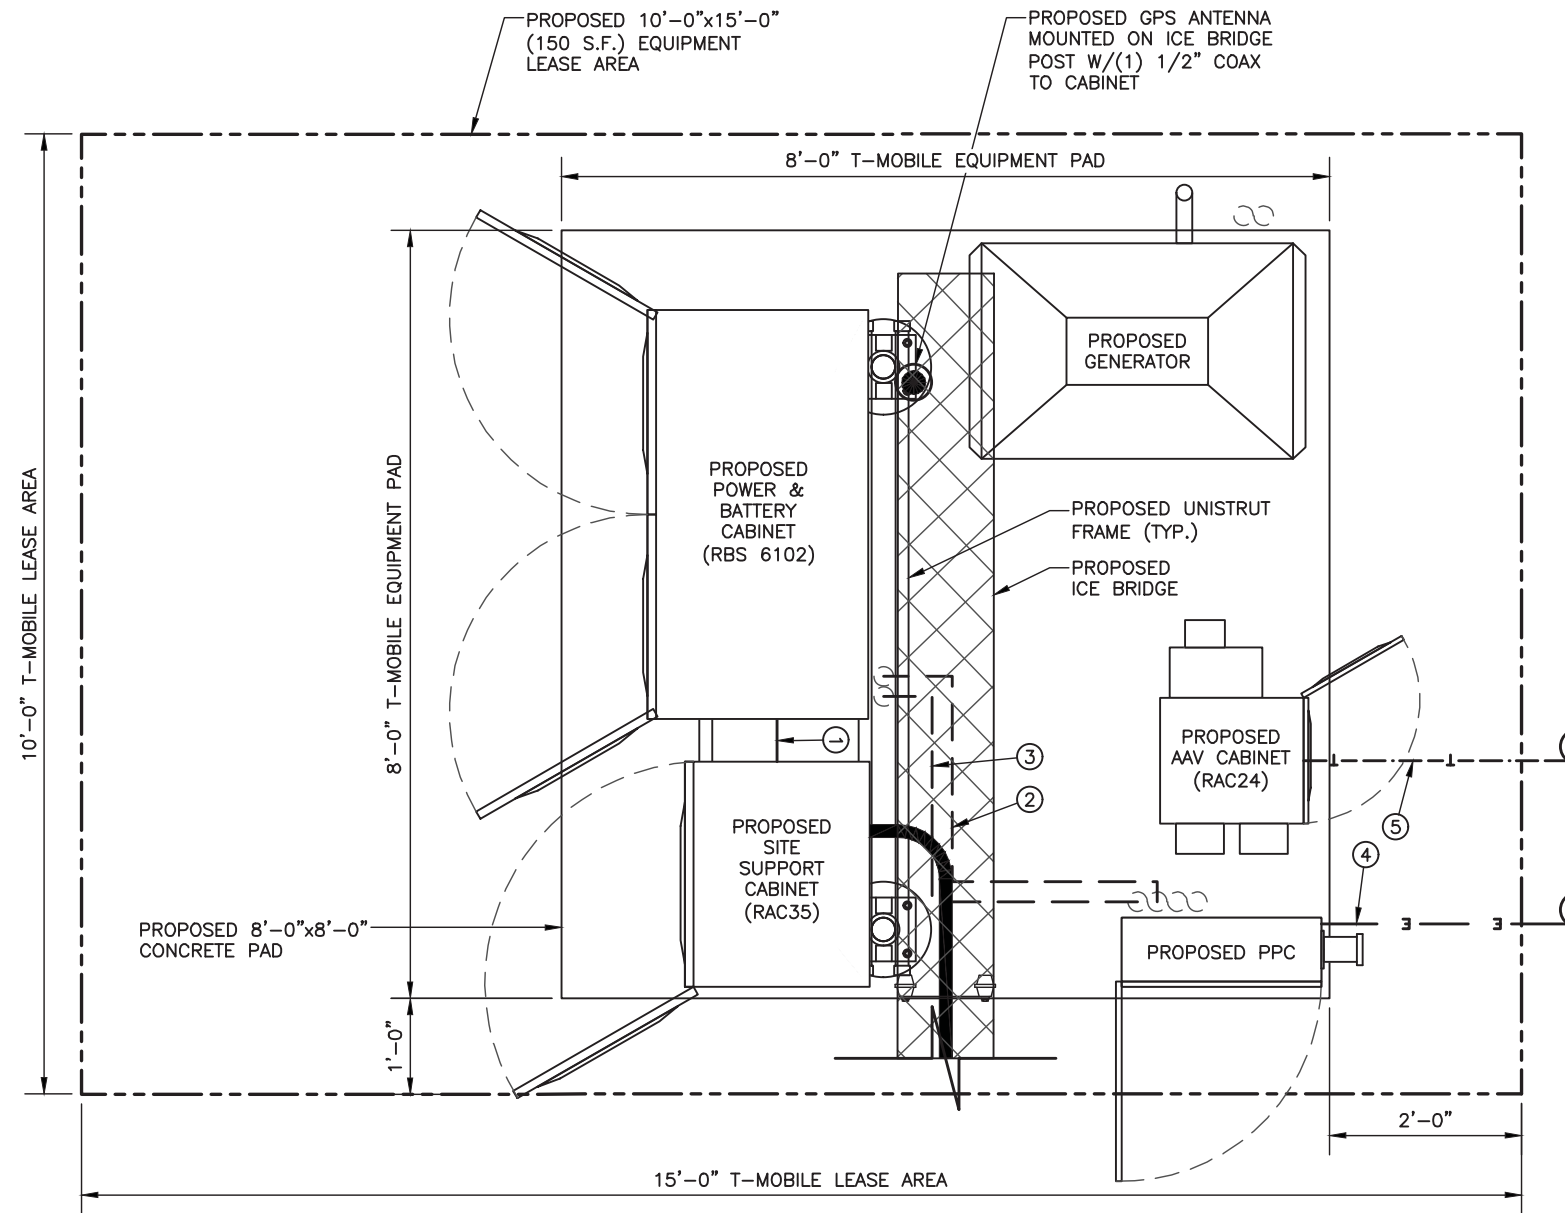 PROPOSED 10'-0"x15'-0"
(150 S.F.) EQUIPMENT
LEASE AREA
PROPOSED GPS ANTENNA
MOUNTED ON ICE BRIDGE
POST W/(1) 1/2" COAX
TO CABINET
8'-0" T-MOBILE EQUIPMENT PAD
10'-0" T-MOBILE LEASE AREA
8'-0" T-MOBILE EQUIPMENT PAD
PROPOSED
GENERATOR
PROPOSED
POWER &
BATTERY
CABINET
(RBS 6102)
PROPOSED UNISTRUT
FRAME (TYP.)
PROPOSED
ICE BRIDGE
1
3
2
PROPOSED
AAV CABINET
(RAC24)
5
4
PROPOSED
SITE
SUPPORT
CABINET
(RAC35)
PROPOSED 8'-0"x8'-0"
CONCRETE PAD
E
E
PROPOSED PPC
1'-0"
2'-0"
15'-0" T-MOBILE LEASE AREA